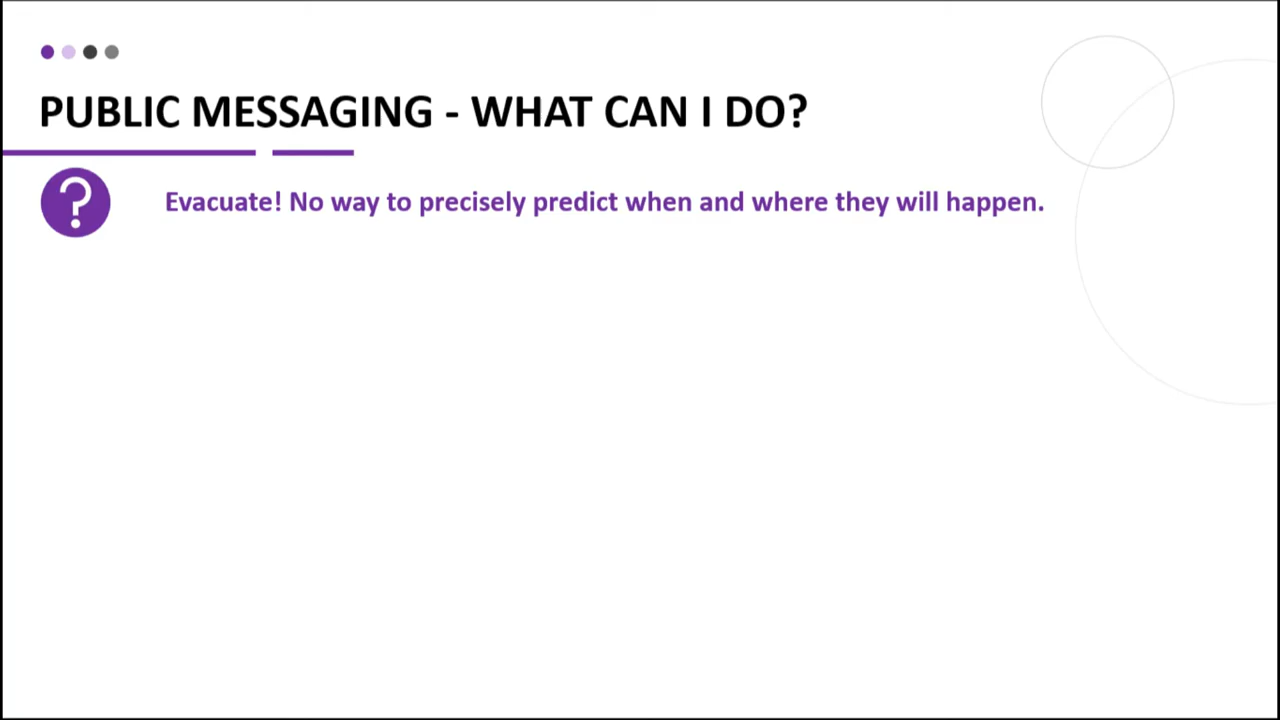 PUBLIC MESSAGING - WHAT CAN I DO?
?
Evacuate! No way to precisely predict when and where they will happen.